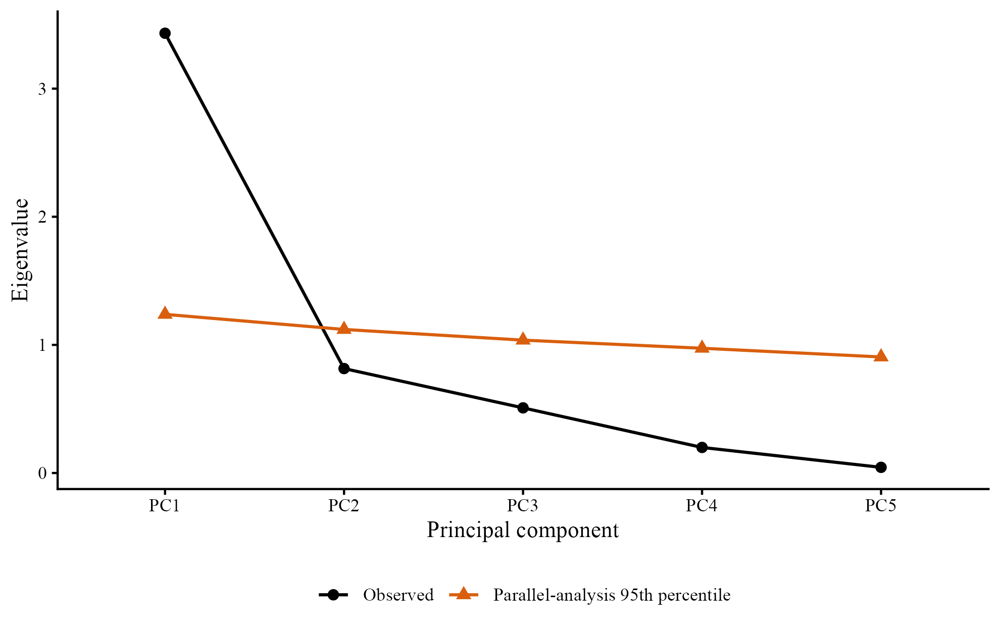 Eigenvalue
3
2
1
0
PC1 PC2 PC3 PC4 PC5
Principal component
Observed Parallel-analysis 95th percentile